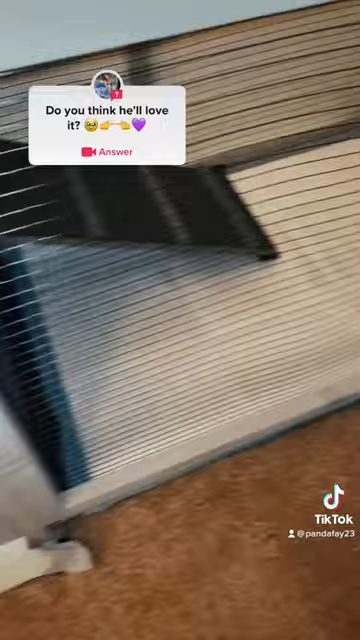 Do you think he'll love
it? 🥹👉👈💜
Answer
TikTok
@pandafay23